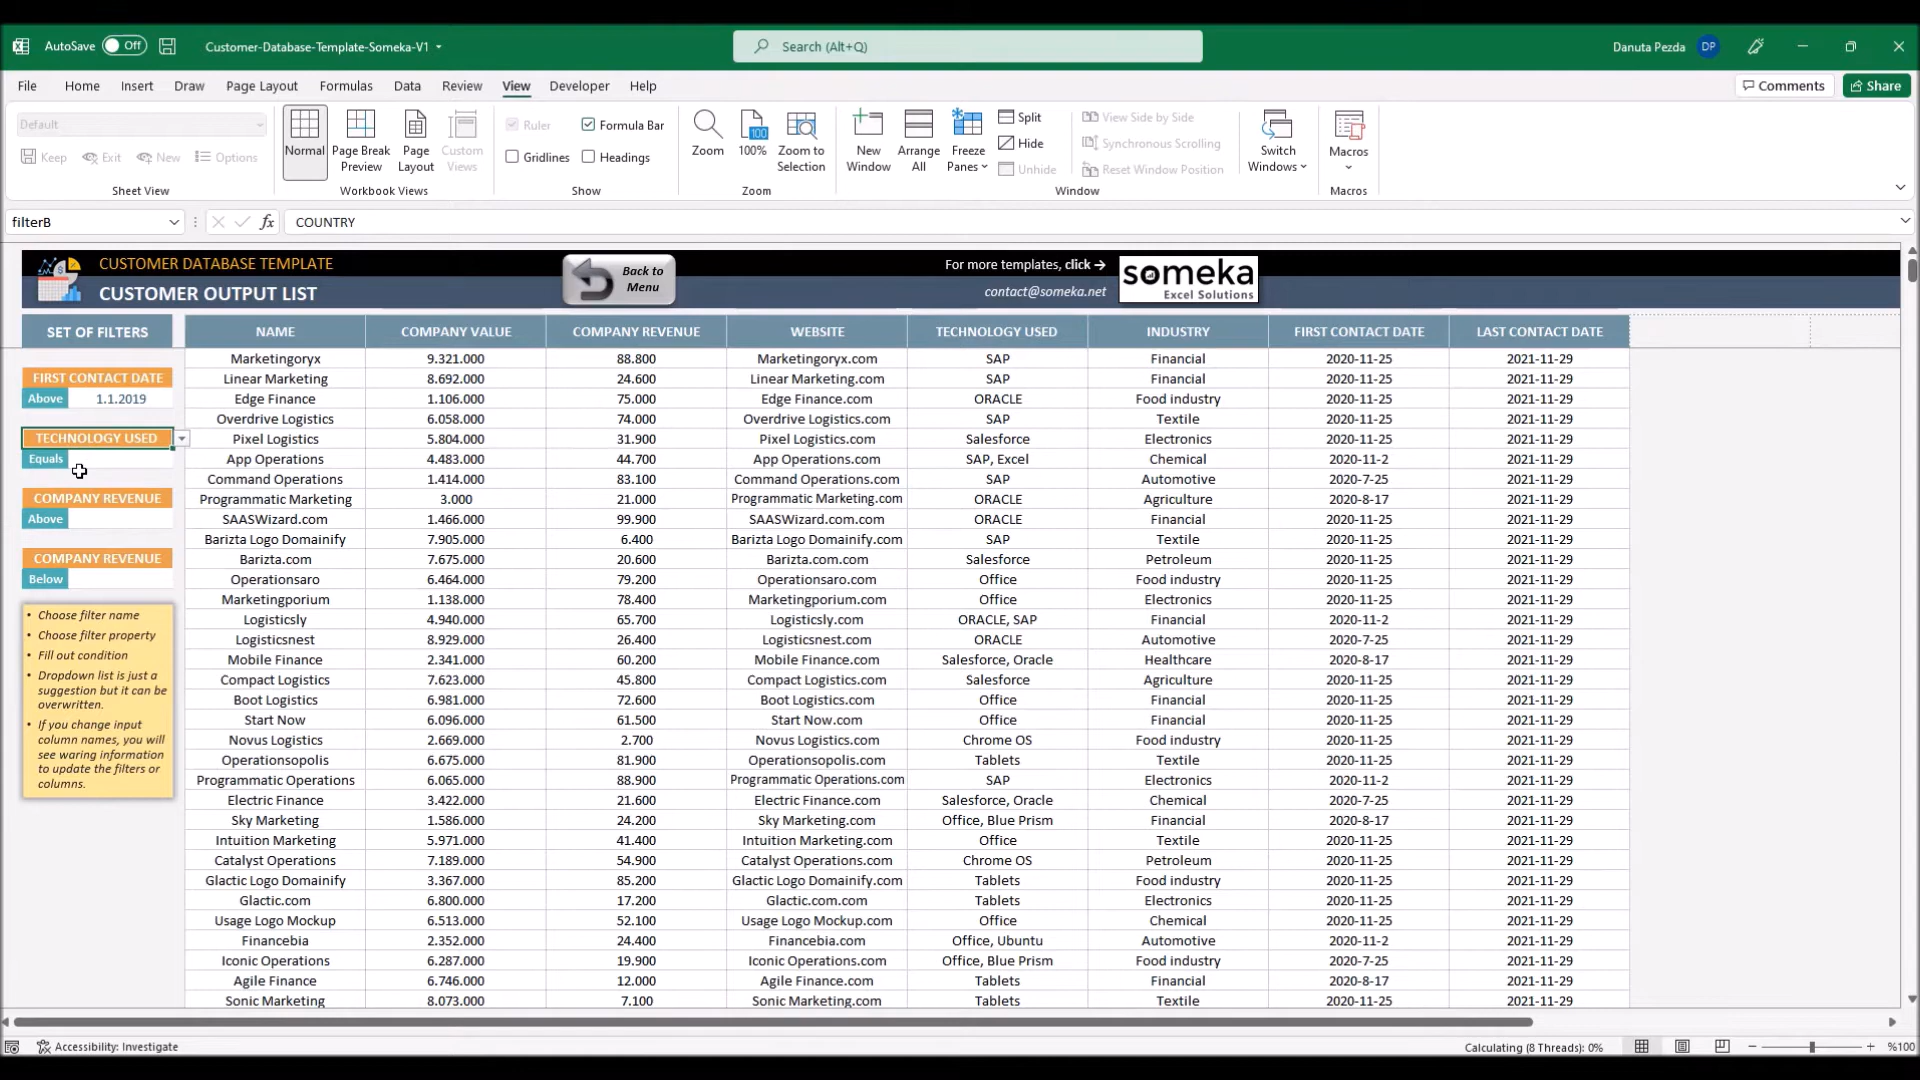 AutoSave Off Customer-Database-Template-Someka-V1 Search (Alt+Q) Danuta Pezda DP
File Home Insert Draw Page Layout Formulas Data Review View Developer Help Comments Share
Default
Keep Exit New Options
Sheet View
Normal Page Break Preview Page Layout Custom Views
Workbook Views
Ruler Formula Bar
Gridlines Headings
Show
Zoom 100 100% Zoom to Selection
Zoom
New Window Arrange All Freeze Panes
Split View Side by Side
Hide Synchronous Scrolling
Unhide Reset Window Position
Switch Windows
Window
Macros
Macros
filterB fx COUNTRY
CUSTOMER DATABASE TEMPLATE
CUSTOMER OUTPUT LIST
Back to
Menu
For more templates, click →
contact@someka.net
someka
Excel Solutions
SET OF FILTERS
FIRST CONTACT DATE
Above 1.1.2019
TECHNOLOGY USED
Equals
COMPANY REVENUE
Above
COMPANY REVENUE
Below
• Choose filter name
• Choose filter property
• Fill out condition
• Dropdown list is just a
suggestion but it can be
overwritten.
• If you change input
column names, you will
see waring information
to update the filters or
columns.
NAME COMPANY VALUE COMPANY REVENUE WEBSITE TECHNOLOGY USED INDUSTRY FIRST CONTACT DATE LAST CONTACT DATE
Marketingoryx 9.321.000 88.800 Marketingoryx.com SAP Financial 2020-11-25 2021-11-29
Linear Marketing 8.692.000 24.600 Linear Marketing.com SAP Financial 2020-11-25 2021-11-29
Edge Finance 1.106.000 75.000 Edge Finance.com ORACLE Food industry 2020-11-25 2021-11-29
Overdrive Logistics 6.058.000 74.000 Overdrive Logistics.com SAP Textile 2020-11-25 2021-11-29
Pixel Logistics 5.804.000 31.900 Pixel Logistics.com Salesforce Electronics 2020-11-25 2021-11-29
App Operations 4.483.000 44.700 App Operations.com SAP, Excel Chemical 2020-11-2 2021-11-29
Command Operations 1.414.000 83.100 Command Operations.com SAP Automotive 2020-7-25 2021-11-29
Programmatic Marketing 3.000 21.000 Programmatic Marketing.com ORACLE Agriculture 2020-8-17 2021-11-29
SAASWizard.com 1.466.000 99.900 SAASWizard.com.com ORACLE Financial 2020-11-25 2021-11-29
Barizta Logo Domainify 7.905.000 6.400 Barizta Logo Domainify.com SAP Textile 2020-11-25 2021-11-29
Barizta.com 7.675.000 20.600 Barizta.com.com Salesforce Petroleum 2020-11-25 2021-11-29
Operationsaro 6.464.000 79.200 Operationsaro.com Office Food industry 2020-11-25 2021-11-29
Marketingporium 1.138.000 78.400 Marketingporium.com Office Electronics 2020-11-25 2021-11-29
Logisticsly 4.940.000 65.700 Logisticsly.com ORACLE, SAP Financial 2020-11-2 2021-11-29
Logisticsnest 8.929.000 26.400 Logisticsnest.com ORACLE Automotive 2020-7-25 2021-11-29
Mobile Finance 2.341.000 60.200 Mobile Finance.com Salesforce, Oracle Healthcare 2020-8-17 2021-11-29
Compact Logistics 7.623.000 45.800 Compact Logistics.com Salesforce Agriculture 2020-11-25 2021-11-29
Boot Logistics 6.981.000 72.600 Boot Logistics.com Office Financial 2020-11-25 2021-11-29
Start Now 6.096.000 61.500 Start Now.com Office Financial 2020-11-25 2021-11-29
Novus Logistics 2.669.000 2.700 Novus Logistics.com Chrome OS Food industry 2020-11-25 2021-11-29
Operationsopolis 6.675.000 81.900 Operationsopolis.com Tablets Textile 2020-11-25 2021-11-29
Programmatic Operations 6.065.000 88.900 Programmatic Operations.com SAP Electronics 2020-11-2 2021-11-29
Electric Finance 3.422.000 21.600 Electric Finance.com Salesforce, Oracle Chemical 2020-7-25 2021-11-29
Sky Marketing 1.586.000 24.200 Sky Marketing.com Office, Blue Prism Financial 2020-8-17 2021-11-29
Intuition Marketing 5.971.000 41.400 Intuition Marketing.com Office Textile 2020-11-25 2021-11-29
Catalyst Operations 7.189.000 54.900 Catalyst Operations.com Chrome OS Petroleum 2020-11-25 2021-11-29
Glactic Logo Domainify 3.367.000 85.200 Glactic Logo Domainify.com Tablets Food industry 2020-11-25 2021-11-29
Glactic.com 6.800.000 17.200 Glactic.com.com Tablets Electronics 2020-11-25 2021-11-29
Usage Logo Mockup 6.513.000 52.100 Usage Logo Mockup.com Office Chemical 2020-11-25 2021-11-29
Financebia 2.352.000 24.400 Financebia.com Office, Ubuntu Automotive 2020-11-2 2021-11-29
Iconic Operations 6.287.000 19.900 Iconic Operations.com Office, Blue Prism Food industry 2020-7-25 2021-11-29
Agile Finance 6.746.000 12.000 Agile Finance.com Tablets Financial 2020-8-17 2021-11-29
Sonic Marketing 8.073.000 7.100 Sonic Marketing.com Tablets Textile 2020-11-25 2021-11-29
Accessibility: Investigate Calculating (8 Threads): 0% %100